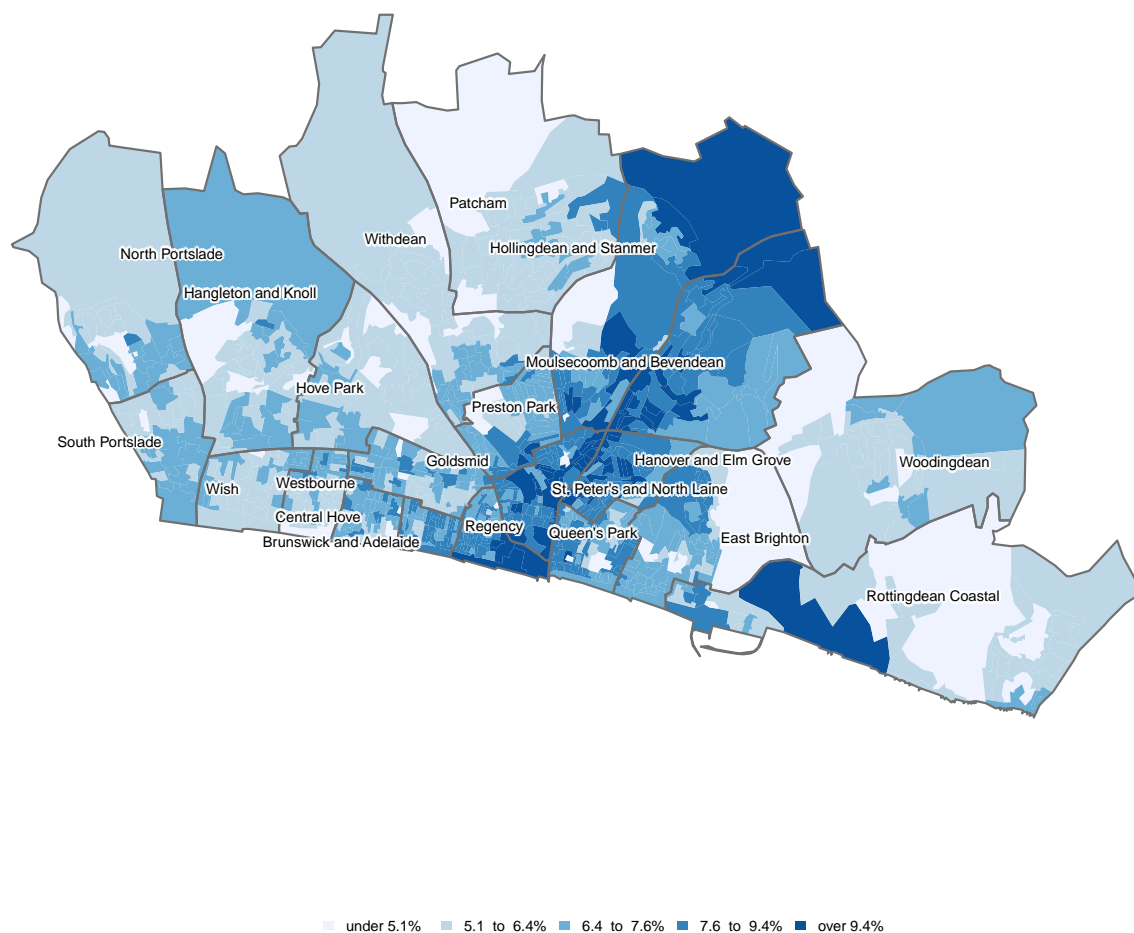 Patcham
Withdean
Hollingdean and Stanmer
North Portslade
Hangleton and Knoll
Moulsecoomb and Bevendean
Hove Park
Preston Park
South Portslade
Goldsmid
Hanover and Elm Grove
Woodingdean
Westbourne
Wish
St. Peter's and North Laine
Central Hove
Regency
Queen's Park
East Brighton
Brunswick and Adelaide
Rottingdean Coastal
under 5.1% 5.1 to 6.4% 6.4 to 7.6% 7.6 to 9.4% over 9.4%